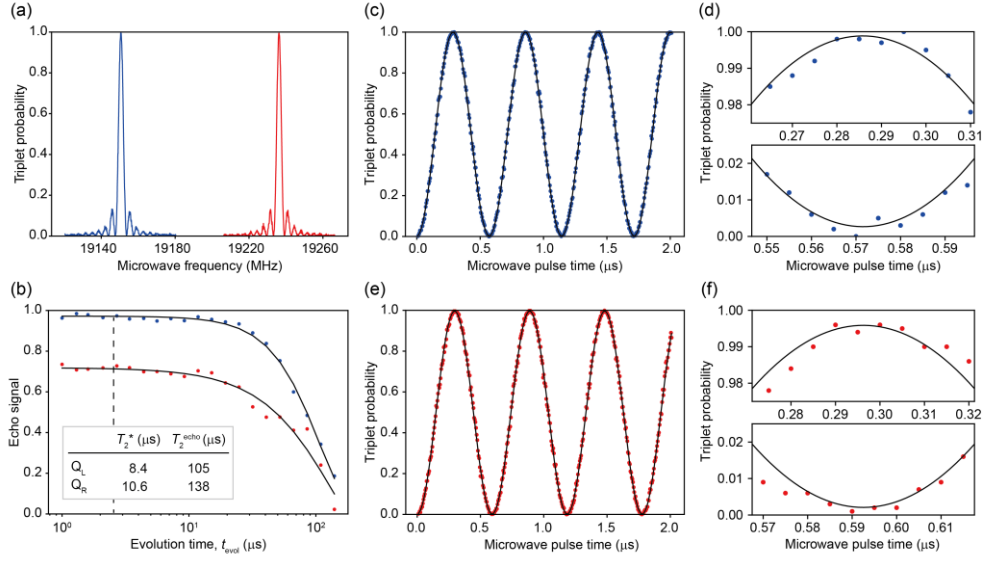 (a)
1.0
0.8
0.6
0.4
0.2
0.0
Triplet probability
19140
19180
19220
19260
Microwave frequency (MHz)
(b)
1.0
0.8
0.6
0.4
0.2
0.0
Echo signal
T2* (μs) T2echo (μs)
QL 8.4 105
QR 10.6 138
10⁰ 10¹ 10²
Evolution time, tevol (μs)
(c)
1.0
0.8
0.6
0.4
0.2
0.0
Triplet probability
0.0 0.5 1.0 1.5 2.0
Microwave pulse time (μs)
(e)
1.0
0.8
0.6
0.4
0.2
0.0
Triplet probability
0.0 0.5 1.0 1.5 2.0
Microwave pulse time (μs)
(d)
1.00
0.99
0.98
0.27 0.28 0.29 0.30 0.31
Triplet probability
0.02
0.01
0.00
0.55 0.56 0.57 0.58 0.59
Microwave pulse time (μs)
(f)
1.00
0.99
0.98
0.28 0.29 0.30 0.31 0.32
Triplet probability
0.02
0.01
0.00
0.57 0.58 0.59 0.60 0.61
Microwave pulse time (μs)